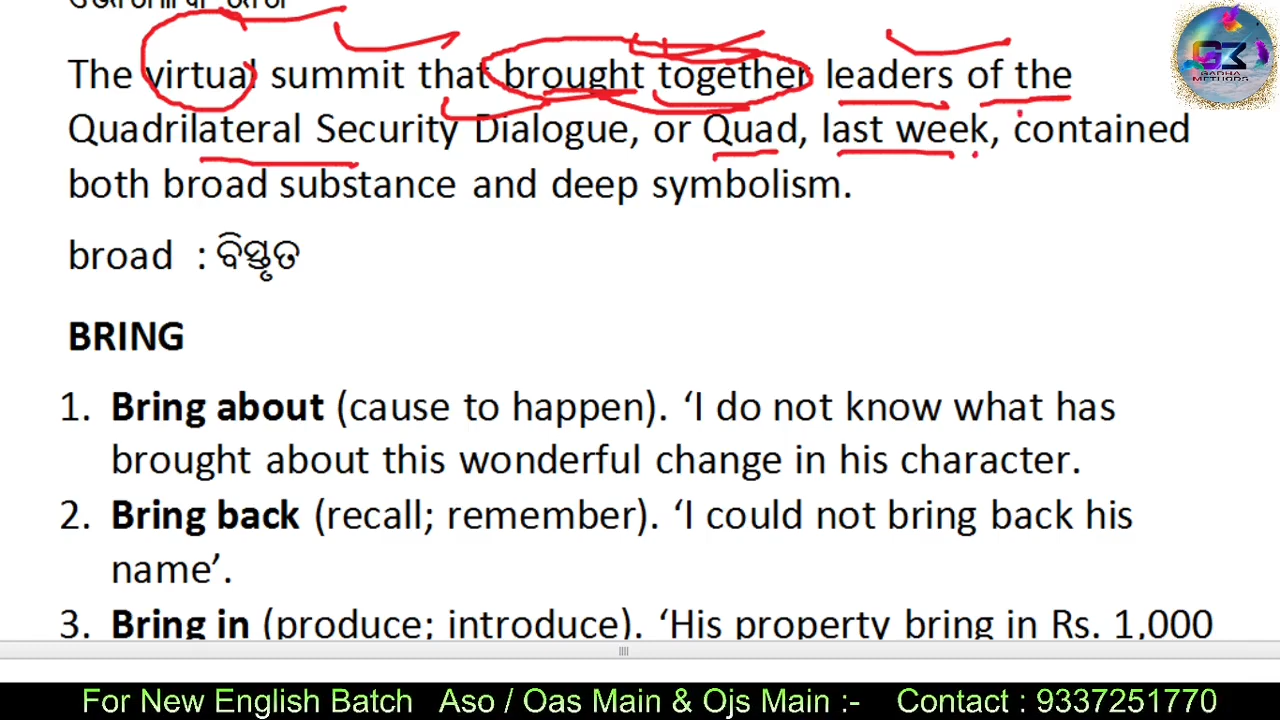 The virtual summit that brought together leaders of the
Quadrilateral Security Dialogue, or Quad, last week, contained
both broad substance and deep symbolism.
broad : ବିସ୍ତୃତ
BRING
1. Bring about (cause to happen). ‘I do not know what has
brought about this wonderful change in his character.
2. Bring back (recall; remember). ‘I could not bring back his
name’.
3. Bring in (produce; introduce). ‘His property bring in Rs. 1,000
For New English Batch Aso / Oas Main & Ojs Main :- Contact : 9337251770